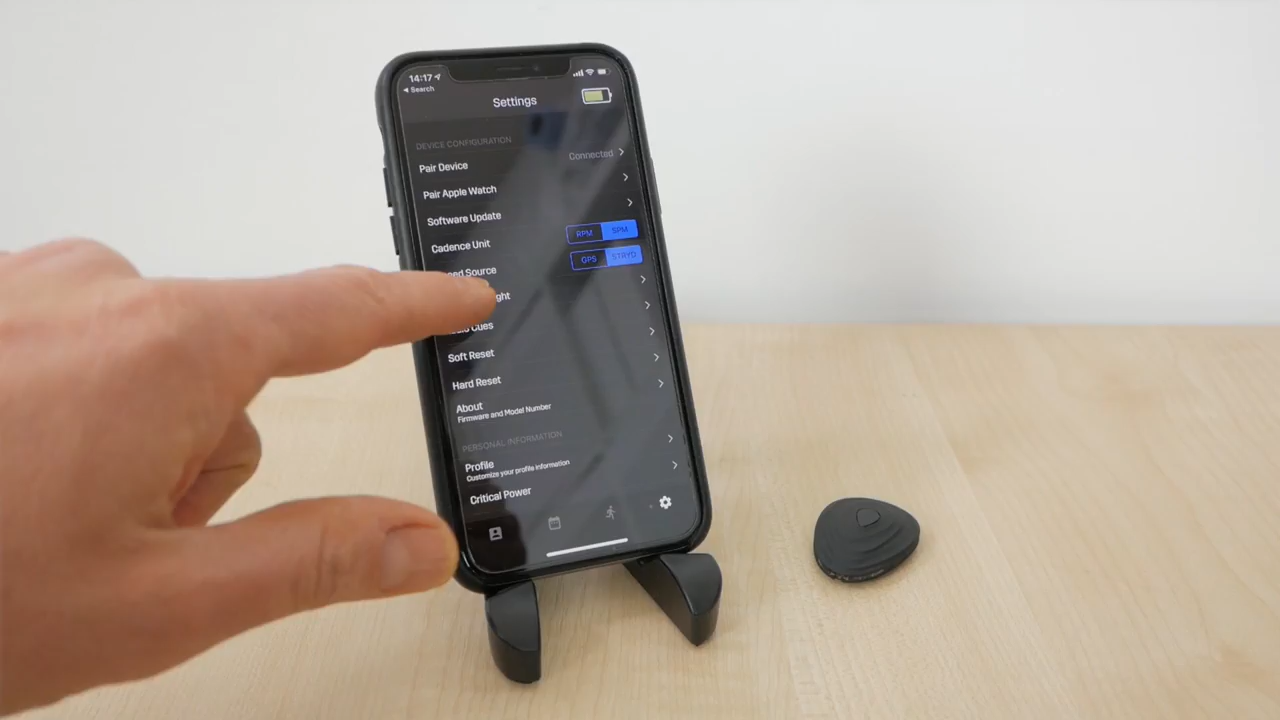 14:17
Search
Settings
DEVICE CONFIGURATION
Pair Device Connected
Pair Apple Watch
Software Update
Cadence Unit RPM SPM
Source GPS STRYD
Cues
Soft Reset
Hard Reset
About
Firmware and Model Number
PERSONAL INFORMATION
Profile
Customize your profile information
Critical Power